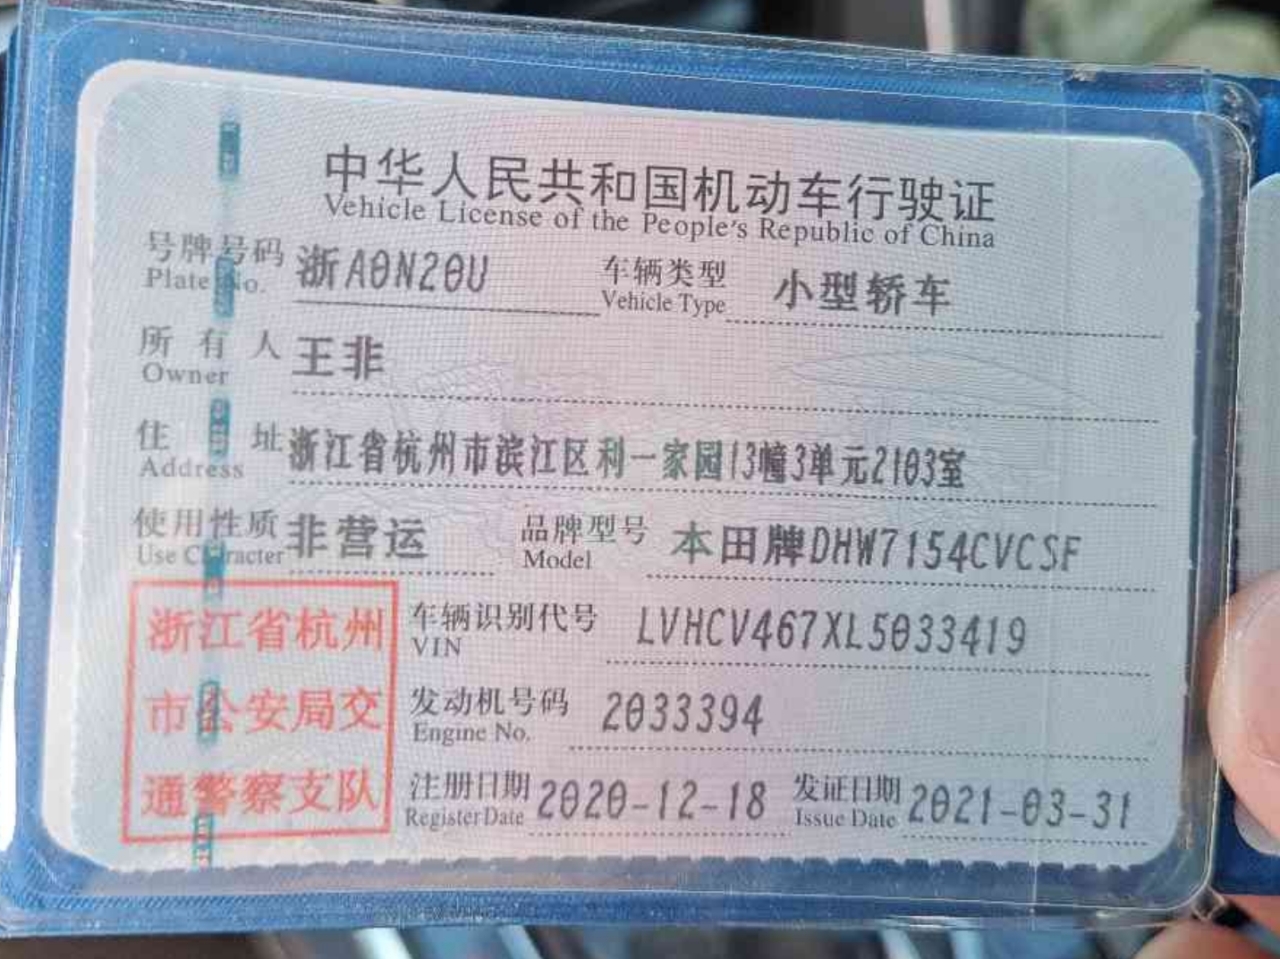 中华人民共和国机动车行驶证
Vehicle License of the People's Republic of China
号牌号码 浙A0N20U 车辆类型 小型轿车
Plate No. Vehicle Type
所有人 王非
Owner
住址 浙江省杭州市滨江区利一家园13幢3单元2103室
Address
使用性质 非营运 品牌型号 本田牌DHW7154CVCSF
Use Character Model
浙江省杭州
市公安局交
通警察支队
车辆识别代号 LVHCV467XL5033419
VIN
发动机号码 2033394
Engine No.
注册日期 2020-12-18 发证日期 2021-03-31
Register Date Issue Date